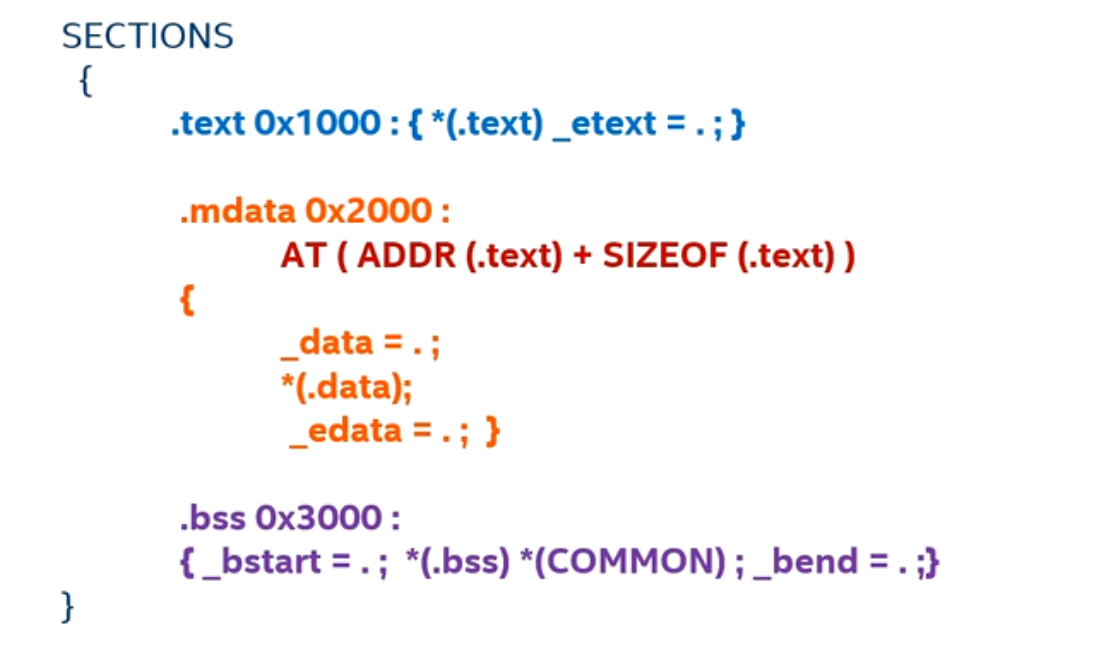 SECTIONS
{
.text 0x1000 : { *(.text) _etext = . ; }
.mdata 0x2000 :
AT ( ADDR (.text) + SIZEOF (.text) )
{
_data = . ;
*(.data);
_edata = . ; }
.bss 0x3000 :
{ _bstart = . ; *(.bss) *(COMMON) ; _bend = . ;}
}